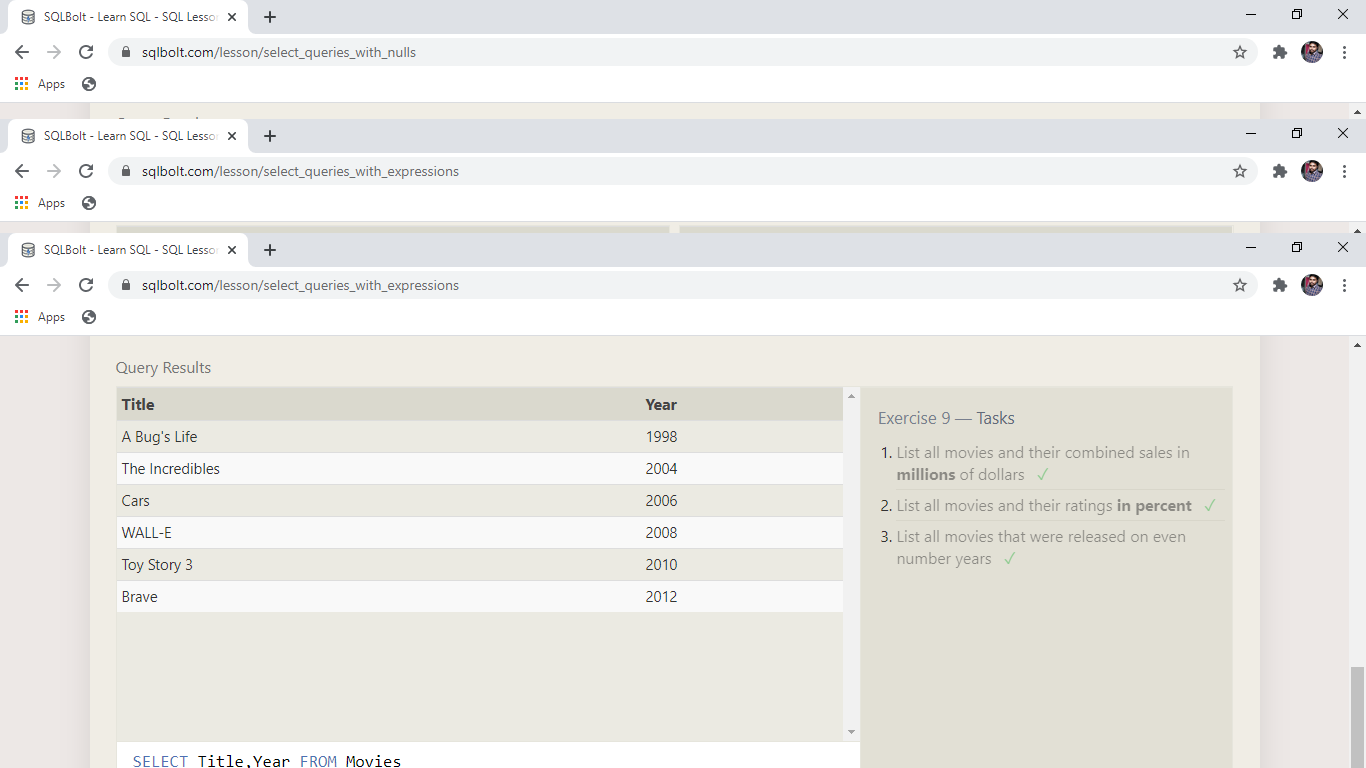 SQLBolt - Learn SQL - SQL Lesso
sqlbolt.com/lesson/select_queries_with_nulls
Apps
SQLBolt - Learn SQL - SQL Lesso
sqlbolt.com/lesson/select_queries_with_expressions
Apps
SQLBolt - Learn SQL - SQL Lesso
sqlbolt.com/lesson/select_queries_with_expressions
Apps
Query Results
Title Year
A Bug's Life 1998
The Incredibles 2004
Cars 2006
WALL-E 2008
Toy Story 3 2010
Brave 2012
Exercise 9 — Tasks
1. List all movies and their combined sales in
millions of dollars ✓
2. List all movies and their ratings in percent ✓
3. List all movies that were released on even
number years ✓
SELECT Title,Year FROM Movies